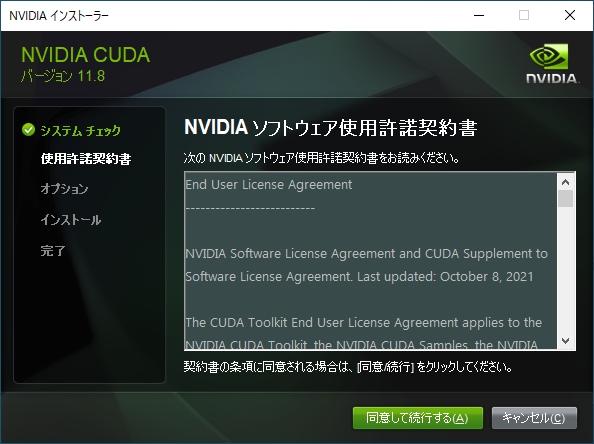 NVIDIA インストーラー
NVIDIA CUDA
バージョン 11.8
NVIDIA.
システム チェック
使用許諾契約書
オプション
インストール
完了
NVIDIA ソフトウェア使用許諾契約書
次の NVIDIA ソフトウェア使用許諾契約書をお読みください。
End User License Agreement
--------------------------
NVIDIA Software License Agreement and CUDA Supplement to
Software License Agreement. Last updated: October 8, 2021
The CUDA Toolkit End User License Agreement applies to the
NVIDIA CUDA Toolkit, the NVIDIA CUDA Samples, the NVIDIA
契約書の条項に同意される場合は、[同意/続行] をクリックしてください。
同意して続行する(A)
キャンセル(C)